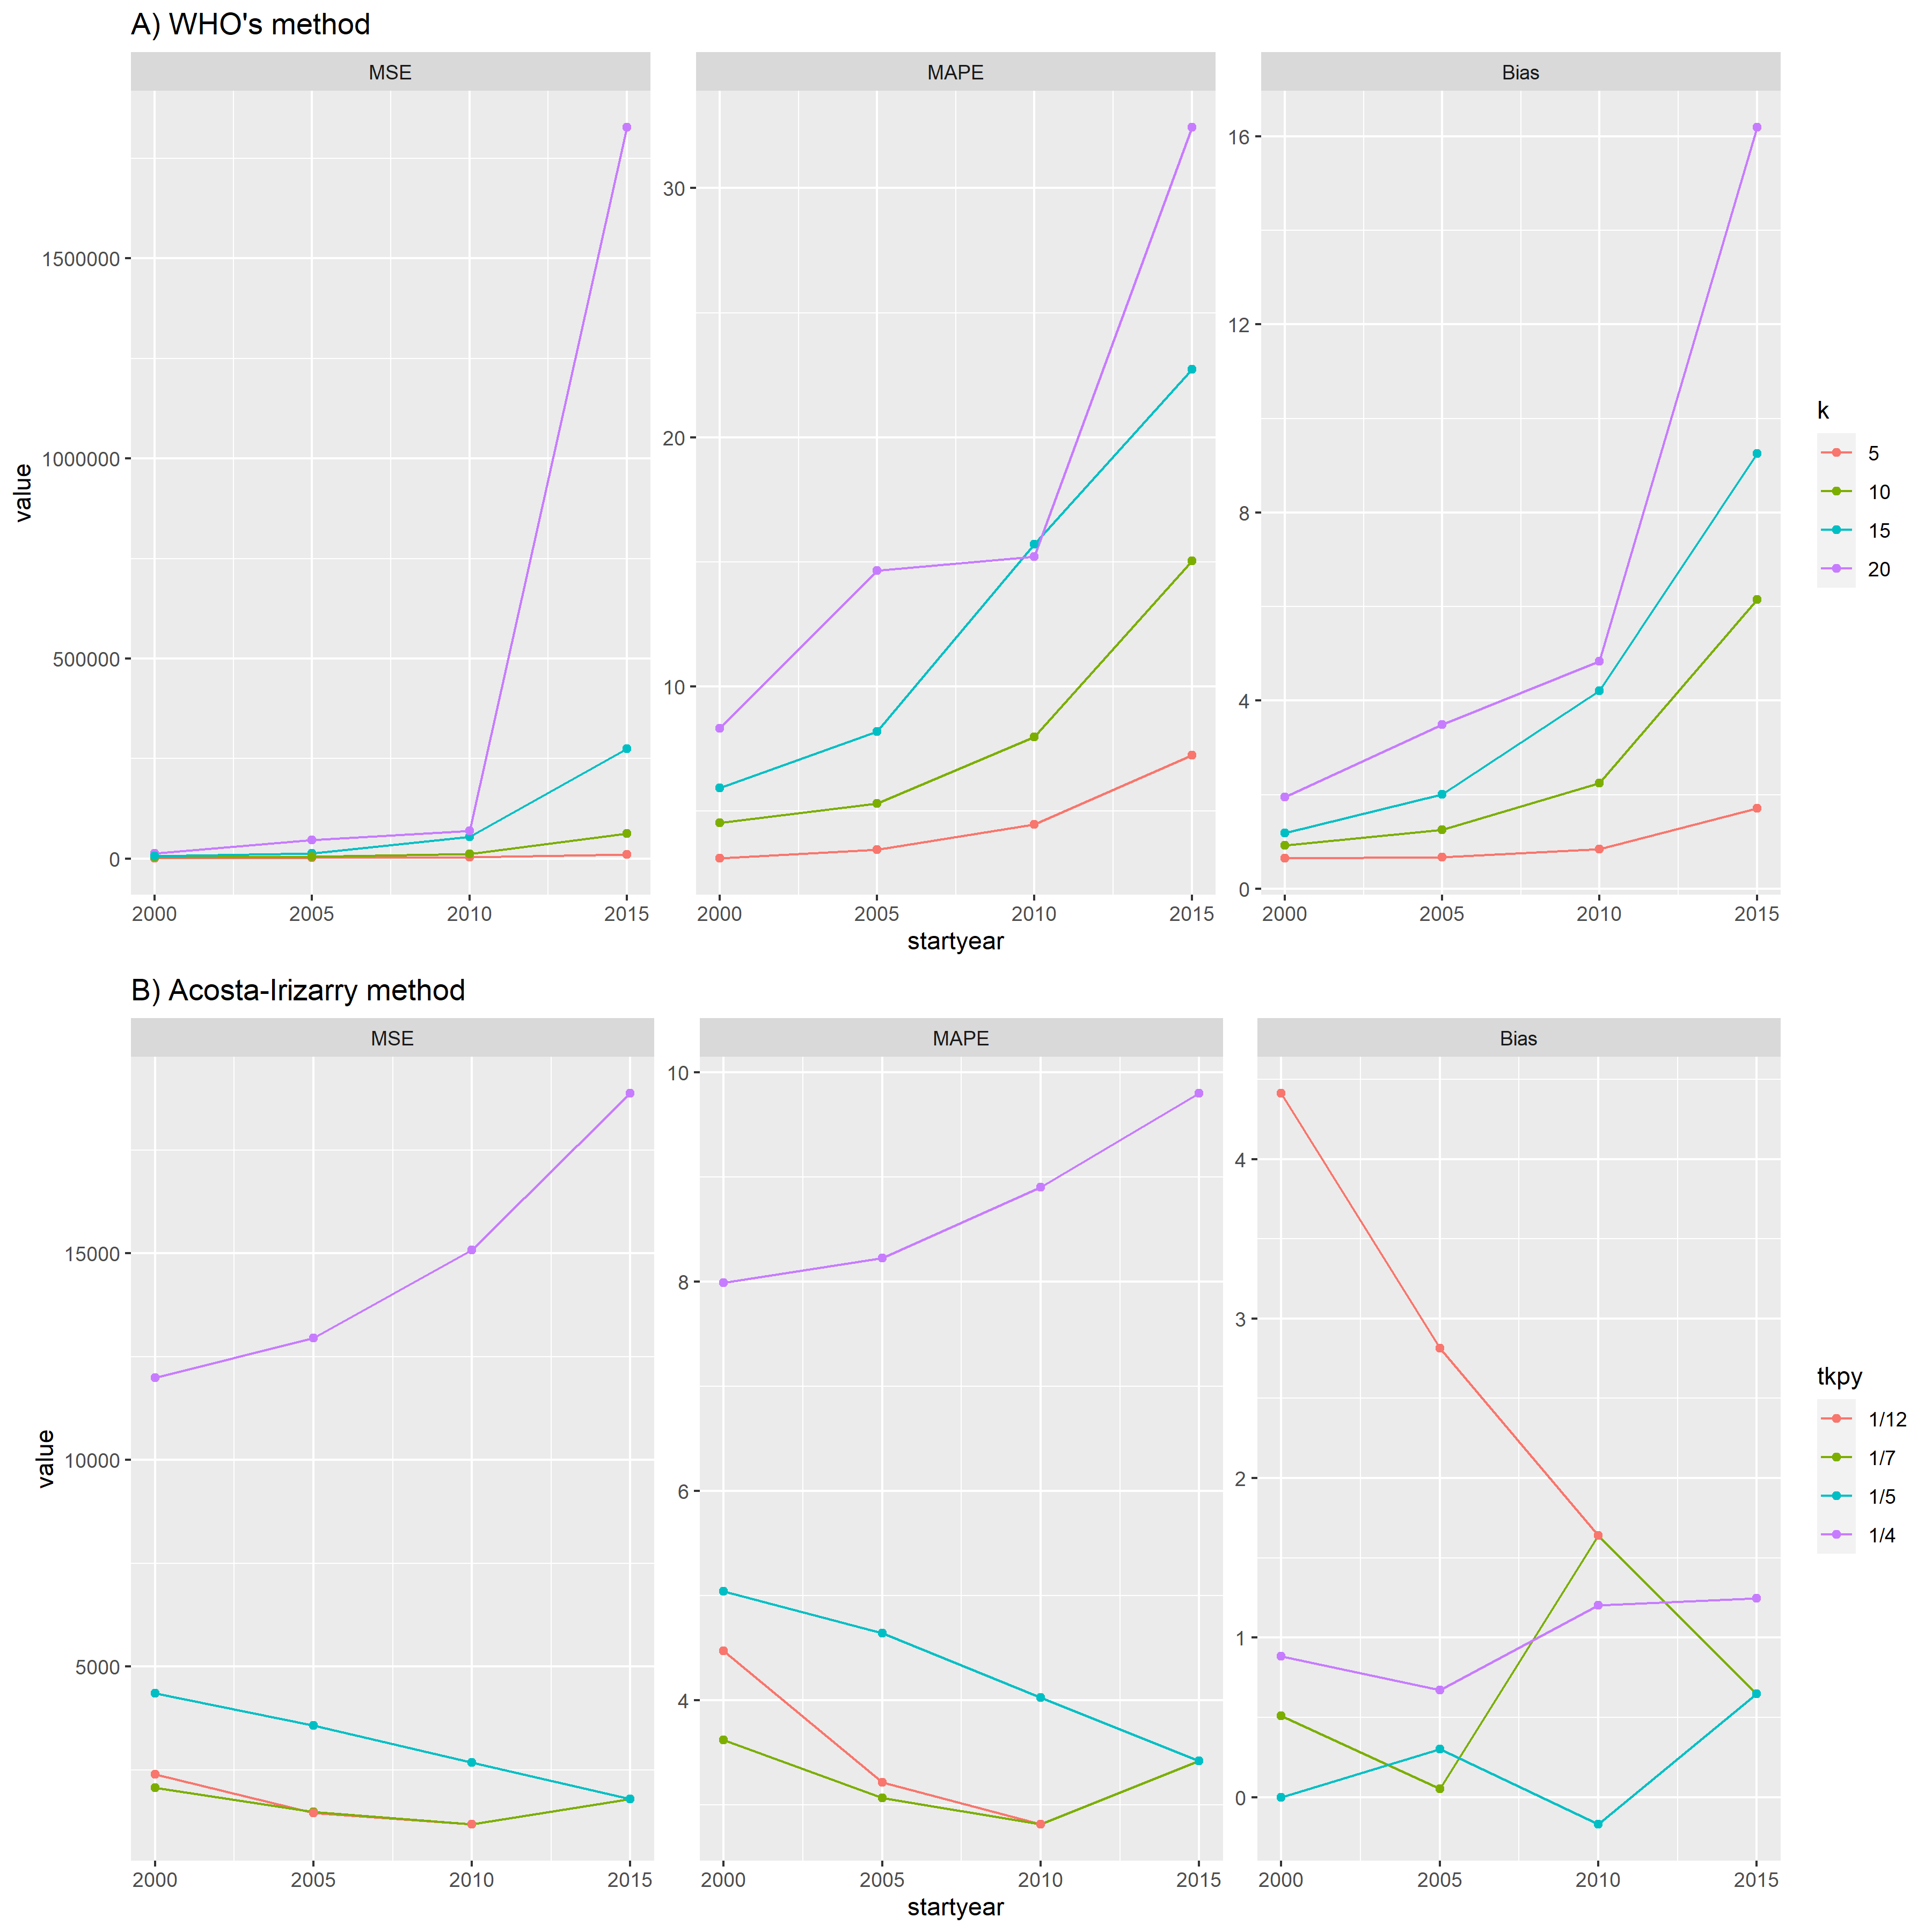 A) WHO's method
MSE MAPE Bias
value
1500000
1000000
500000
0
2000 2005 2010 2015
30
20
10
2000 2005 2010 2015
16
12
8
4
0
2000 2005 2010 2015
startyear
k
5
10
15
20
B) Acosta-Irizarry method
MSE MAPE Bias
value
15000
10000
5000
2000 2005 2010 2015
10
8
6
4
2000 2005 2010 2015
4
3
2
1
0
2000 2005 2010 2015
startyear
tkpy
1/12
1/7
1/5
1/4